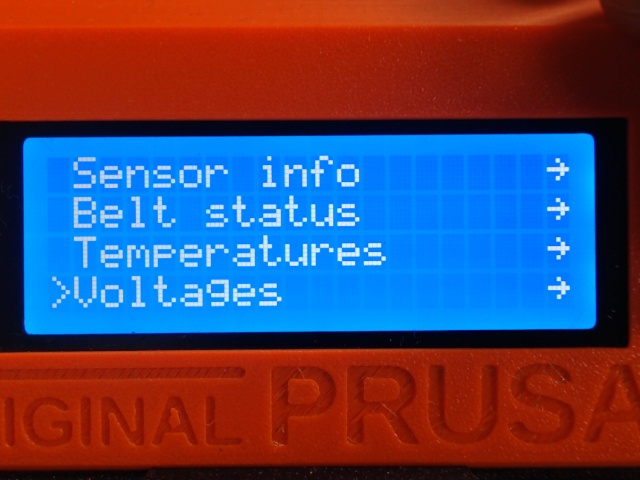 Sensor info →
Belt status →
Temperatures →
>Voltages →
IGINAL PRUSA